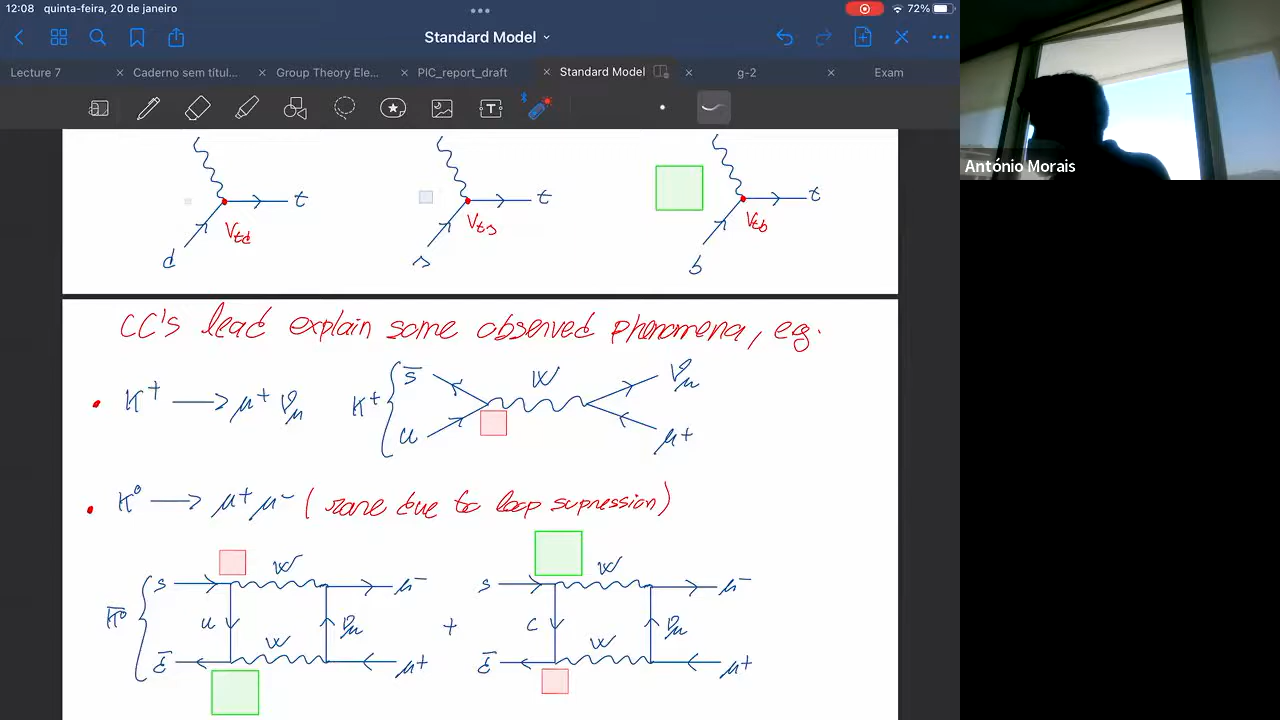 12:08 quinta-feira, 20 de janeiro
72%
Standard Model
Lecture 7
Caderno sem títul...
Group Theory Ele...
PIC_report_draft
Standard Model
g-2
Exam
António Morais
t
t
t
Vtd
Vts
Vtb
d
s
b
CC's lead explain some observed phenomena, eg.
K+ → μ+ νμ
K+
s̄
u
W
νμ
μ+
K⁰ → μ+ μ- (rare due to loop supression)
s
W
μ-
s
W
μ-
K̄⁰
u
νμ
+
c
νμ
W
μ+
W
μ+